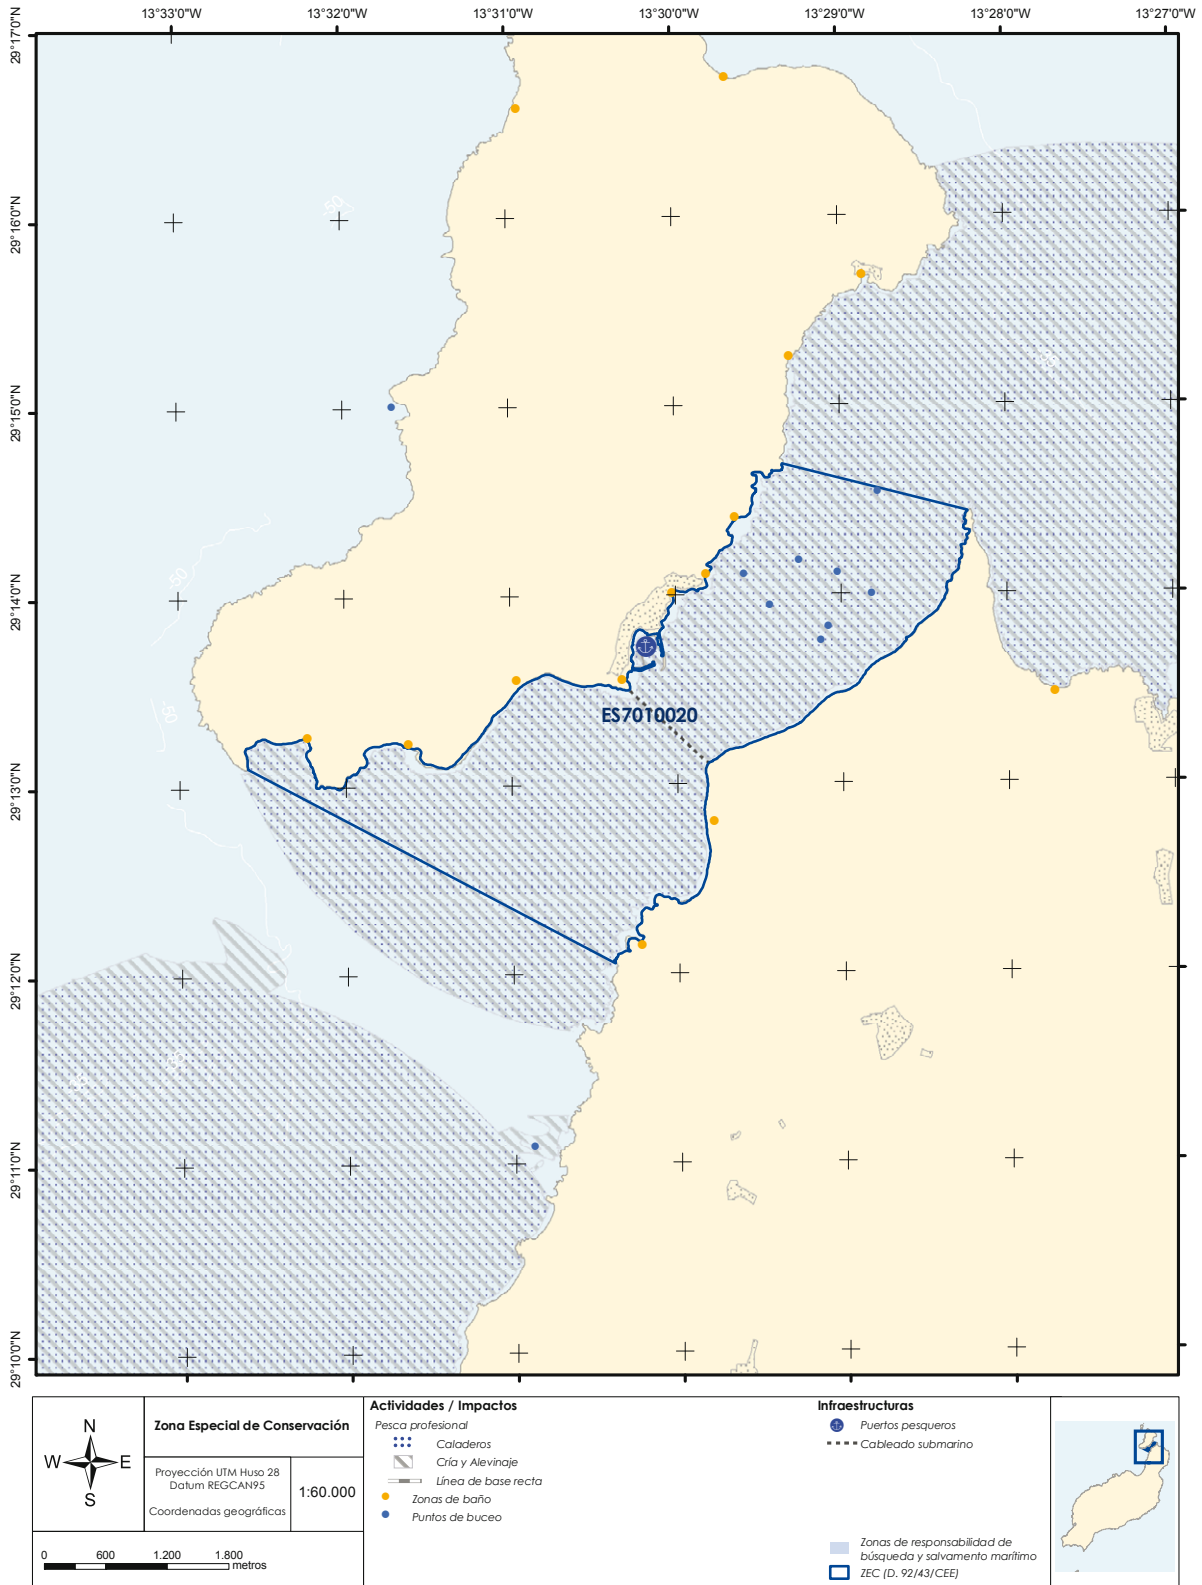 13°33'0"W 13°32'0"W 13°31'0"W 13°30'0"W 13°29'0"W 13°28'0"W 13°27'0"W
29°17'0"N
29°16'0"N
29°15'0"N
29°14'0"N
29°13'0"N
29°12'0"N
29°11'0"N
29°10'0"N
-50
-50
-50
ES7010020
N
W E
S
Zona Especial de Conservación
Proyección UTM Huso 28
Datum REGCAN95
Coordenadas geográficas
1:60.000
0 600 1.200 1.800
metros
Actividades / Impactos
Pesca profesional
Caladeros
Cría y Alevinaje
Línea de base recta
Zonas de baño
Puntos de buceo
Infraestructuras
Puertos pesqueros
Cableado submarino
Zonas de responsabilidad de
búsqueda y salvamento marítimo
ZEC (D. 92/43/CEE)